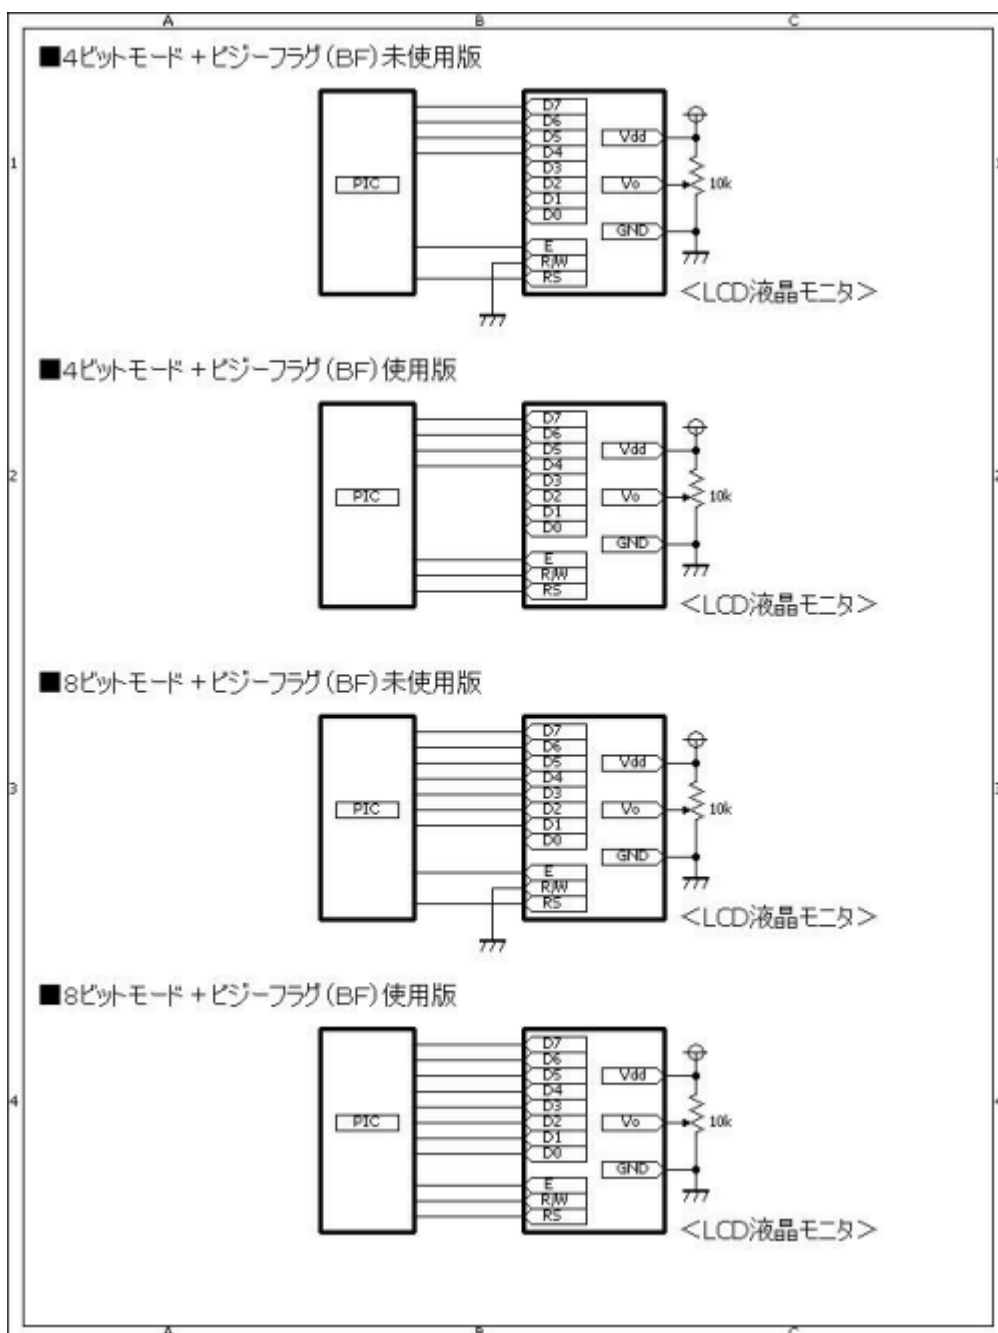 A B C
■4ビットモード+ビジーフラグ(BF)未使用版
D7
D6
D5
D4
D3
D2
D1
D0
E
R/W
RS
PIC
Vdd
Vo
GND
10k
<LCD液晶モニタ>
1 1
■4ビットモード+ビジーフラグ(BF)使用版
D7
D6
D5
D4
D3
D2
D1
D0
E
R/W
RS
PIC
Vdd
Vo
GND
10k
<LCD液晶モニタ>
2 2
■8ビットモード+ビジーフラグ(BF)未使用版
D7
D6
D5
D4
D3
D2
D1
D0
E
R/W
RS
PIC
Vdd
Vo
GND
10k
<LCD液晶モニタ>
3 3
■8ビットモード+ビジーフラグ(BF)使用版
D7
D6
D5
D4
D3
D2
D1
D0
E
R/W
RS
PIC
Vdd
Vo
GND
10k
<LCD液晶モニタ>
4 4
A B C